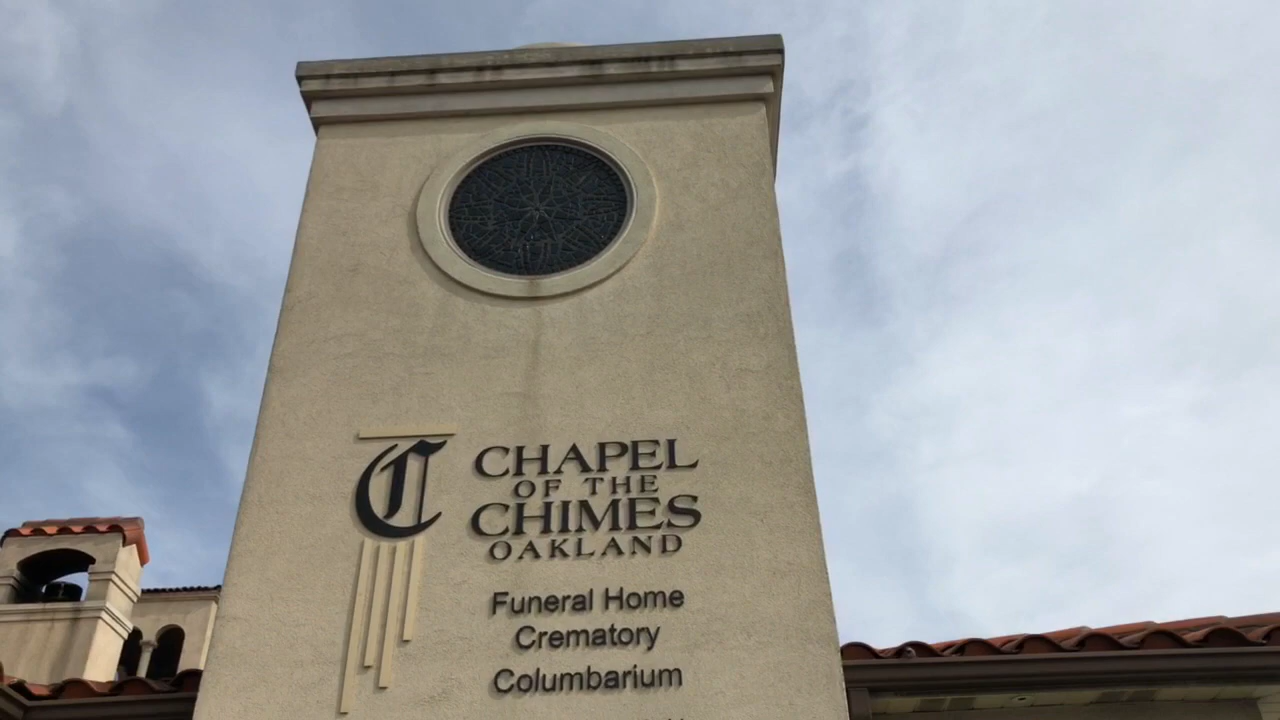 C
CHAPEL
OF THE
CHIMES
OAKLAND
Funeral Home
Crematory
Columbarium